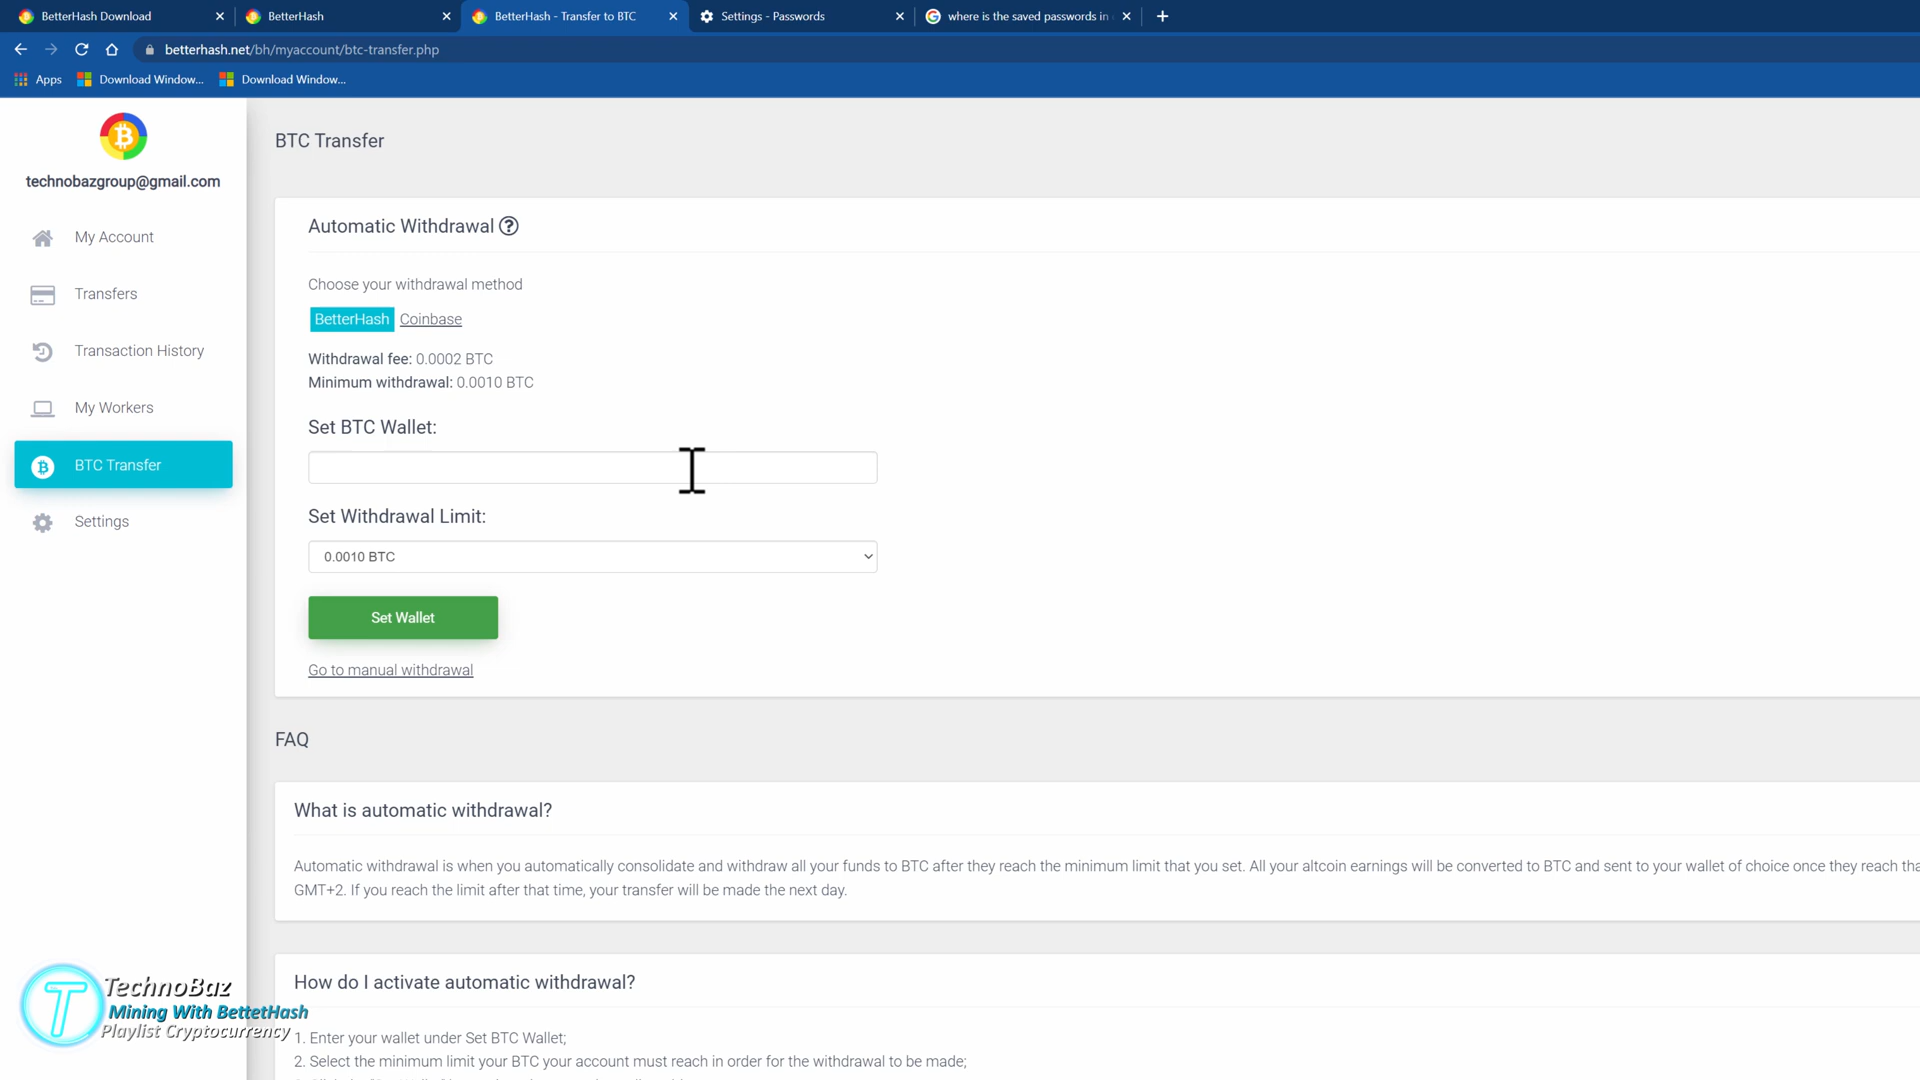 BetterHash Download
BetterHash
BetterHash - Transfer to BTC
Settings - Passwords
where is the saved passwords in
betterhash.net/bh/myaccount/btc-transfer.php
Apps
Download Window...
Download Window...
technobazgroup@gmail.com
My Account
Transfers
Transaction History
My Workers
BTC Transfer
Settings
BTC Transfer
Automatic Withdrawal ?
Choose your withdrawal method
BetterHash Coinbase
Withdrawal fee: 0.0002 BTC
Minimum withdrawal: 0.0010 BTC
Set BTC Wallet:
Set Withdrawal Limit:
0.0010 BTC
Set Wallet
Go to manual withdrawal
FAQ
What is automatic withdrawal?
Automatic withdrawal is when you automatically consolidate and withdraw all your funds to BTC after they reach the minimum limit that you set. All your altcoin earnings will be converted to BTC and sent to your wallet of choice once they reach
GMT+2. If you reach the limit after that time, your transfer will be made the next day.
How do I activate automatic withdrawal?
1. Enter your wallet under Set BTC Wallet;
2. Select the minimum limit your BTC your account must reach in order for the withdrawal to be made;
T
TechnoBaz
Mining With BettetHash
Playlist Cryptocurrency